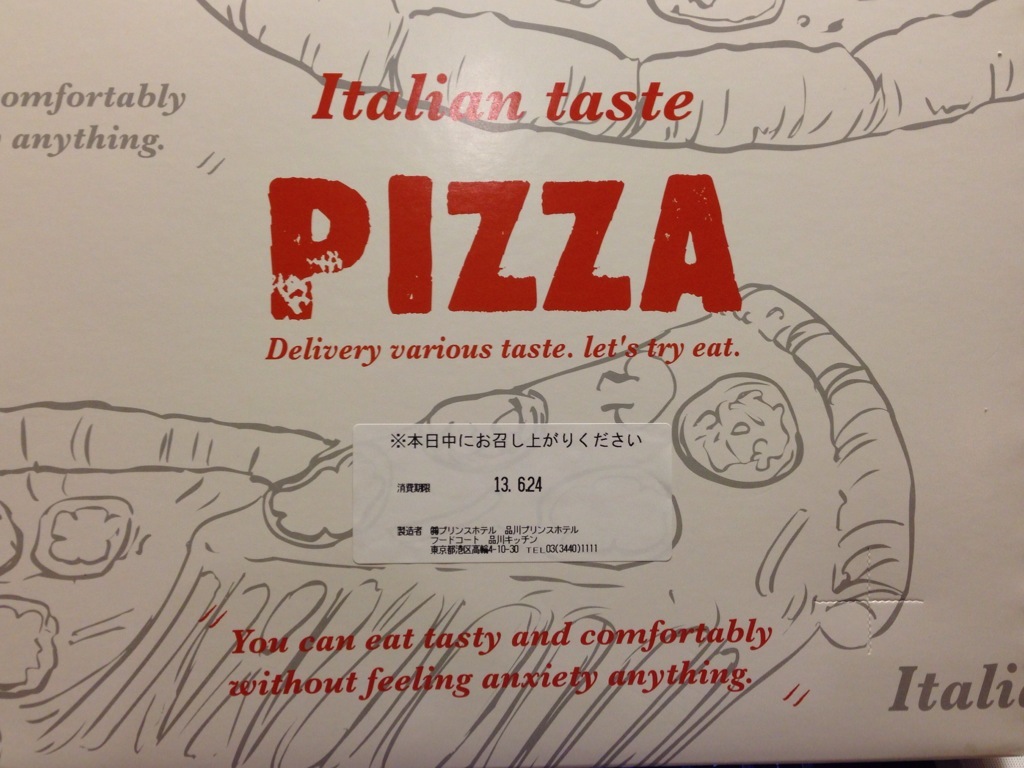 omfortably
anything.
Italian taste
PIZZA
Delivery various taste. let's try eat.
※本日中にお召し上がりください
消費期限 13. 6.24
製造者 ㈱プリンスホテル 品川プリンスホテル
フードコート 品川キッチン
東京都港区高輪4-10-30 TEL03(3440)1111
"You can eat tasty and comfortably
without feeling anxiety anything."
Itali